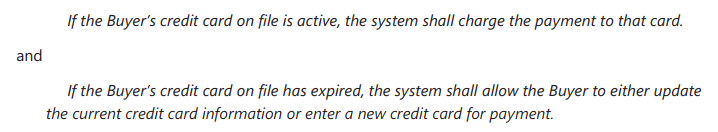 If the Buyer’s credit card on file is active, the system shall charge the payment to that card.
and
If the Buyer’s credit card on file has expired, the system shall allow the Buyer to either update
the current credit card information or enter a new credit card for payment.